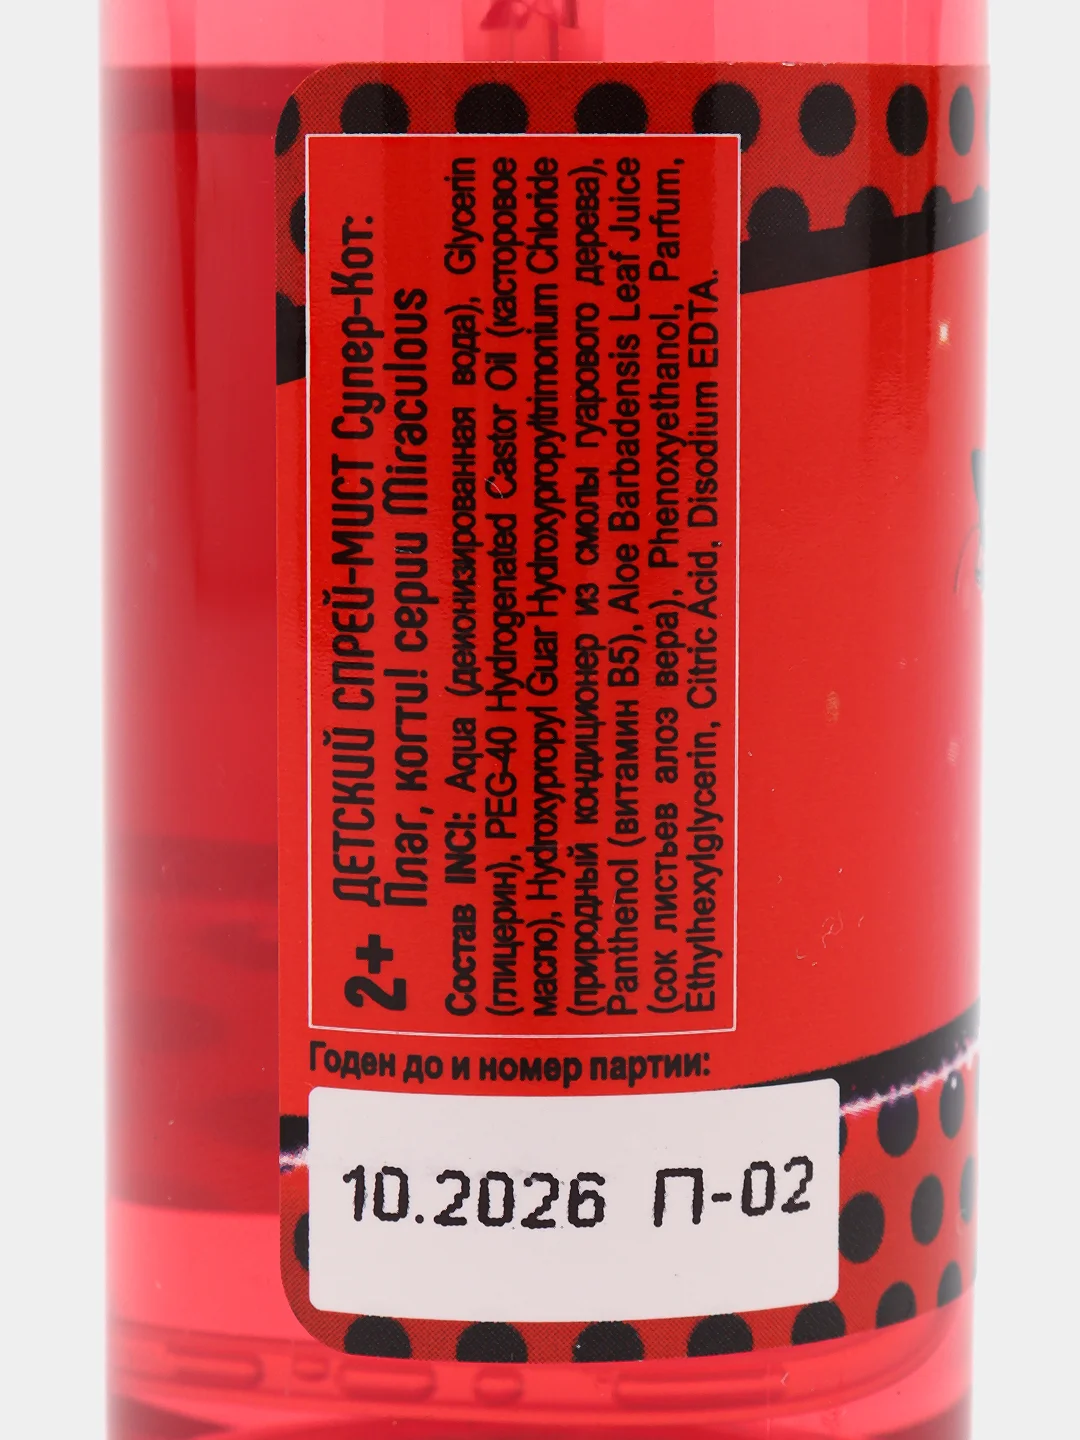 2+ ДЕТСКИЙ СПРЕЙ-МИСТ Супер-Кот:
Плаг, когти! серии Miraculous
Состав INCI: Aqua (деионизированная вода), Glycerin
(глицерин), PEG-40 Hydrogenated Castor Oil (касторовое
масло), Hydroxypropyl Guar Hydroxypropyltrimonium Chloride
(природный кондиционер из смолы гуарового дерева),
Panthenol (витамин B5), Aloe Barbadensis Leaf Juice
(сок листьев алоэ вера), Phenoxyethanol, Parfum,
Ethylhexylglycerin, Citric Acid, Disodium EDTA.
Годен до и номер партии:
10.2026 П-02